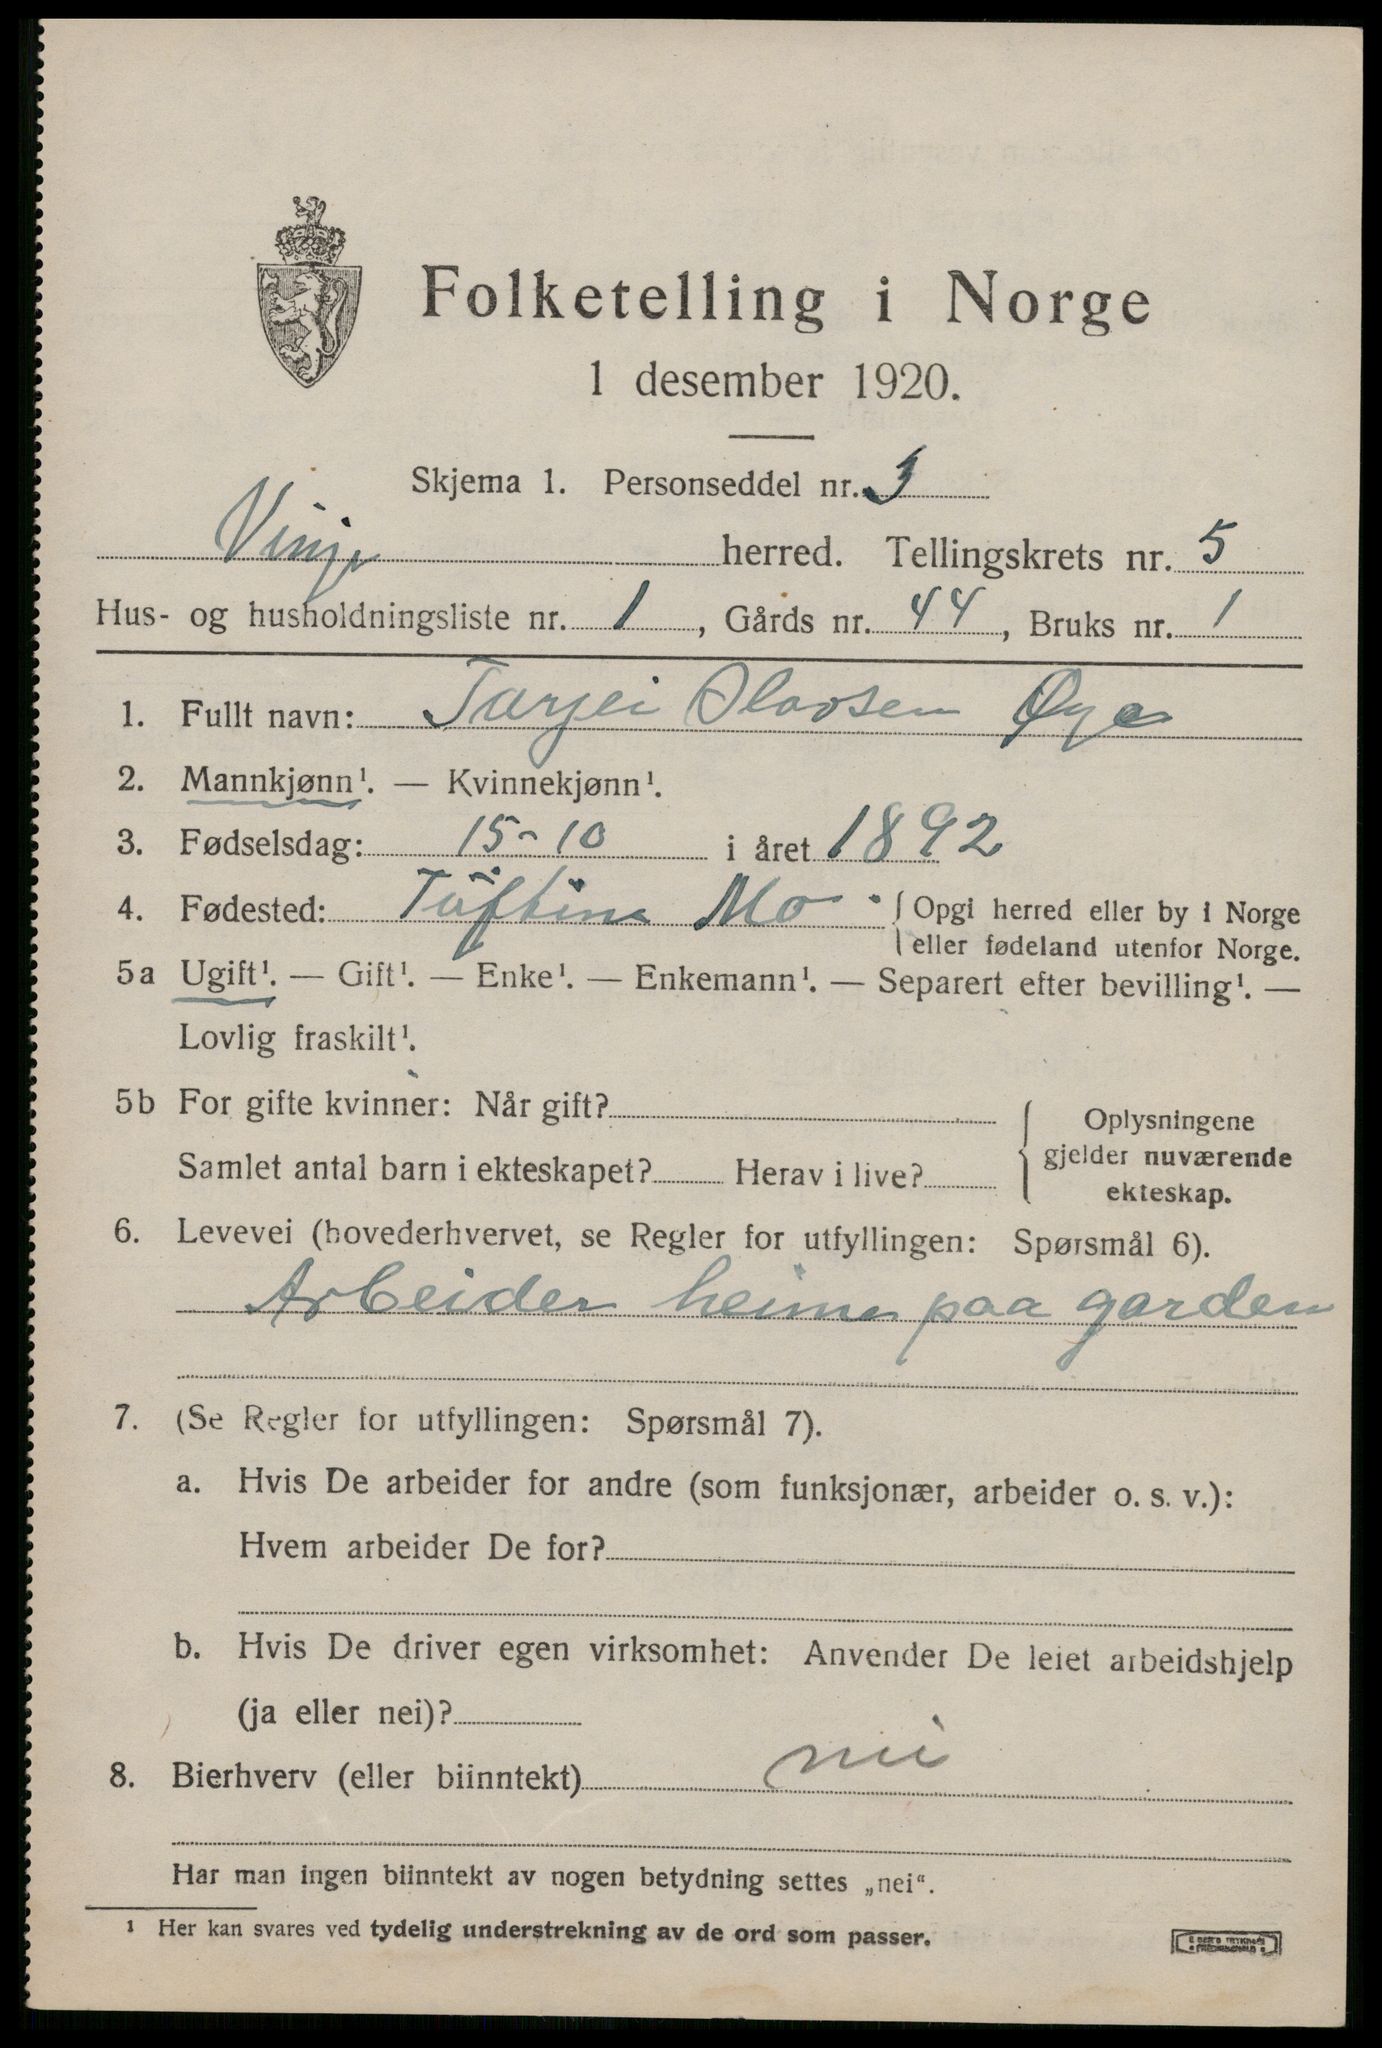 Folketelling i Norge
1 desember 1920.
Skjema 1. Personseddel nr. 3
Vinje herred. Tellingskrets nr. 5
Hus- og husholdningsliste nr. 1, Gårds nr. 44, Bruks nr. 1
1. Fullt navn: Tarjei Olavsen Øye
2. Mannkjønn¹. — Kvinnekjønn¹.
3. Fødselsdag: 15-10 i året 1892
4. Fødested: Mo { Opgi herred eller by i Norge
eller fødeland utenfor Norge.
5a Ugift¹. — Gift¹. — Enke¹. — Enkemann¹. — Separert efter bevilling¹. —
Lovlig fraskilt¹.
5b For gifte kvinner: Når gift?
Samlet antal barn i ekteskapet? Herav i live?
Oplysningene
gjelder nuværende
ekteskap.
6. Levevei (hovederhvervet, se Regler for utfyllingen: Spørsmål 6).
Arbeider heime paa garden
7. (Se Regler for utfyllingen: Spørsmål 7).
a. Hvis De arbeider for andre (som funksjonær, arbeider o. s. v.):
Hvem arbeider De for?
b. Hvis De driver egen virksomhet: Anvender De leiet arbeidshjelp
(ja eller nei)?
8. Bierhverv (eller biinntekt) nei
Har man ingen biinntekt av nogen betydning settes „nei“.
¹ Her kan svares ved tydelig understrekning av de ord som passer.